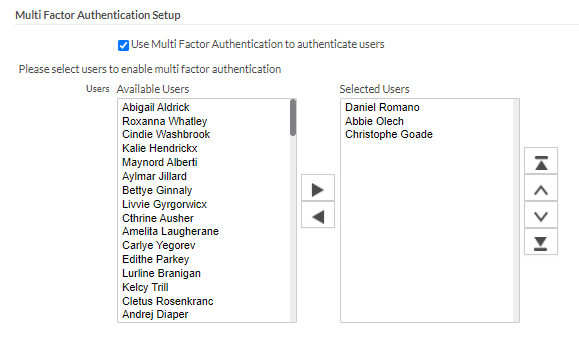 Multi Factor Authentication Setup
Use Multi Factor Authentication to authenticate users
Please select users to enable multi factor authentication
Users Available Users
Abigail Aldrick
Roxanna Whatley
Cindie Washbrook
Kalie Hendrickx
Maynord Alberti
Aylmar Jillard
Bettye Ginnaly
Livvie Gyrgorwicx
Cthrine Ausher
Amelita Laugherane
Carlye Yegorev
Edithe Parkey
Lurline Branigan
Kelcy Trill
Cletus Rosenkranc
Andrej Diaper
Selected Users
Daniel Romano
Abbie Olech
Christophe Goade